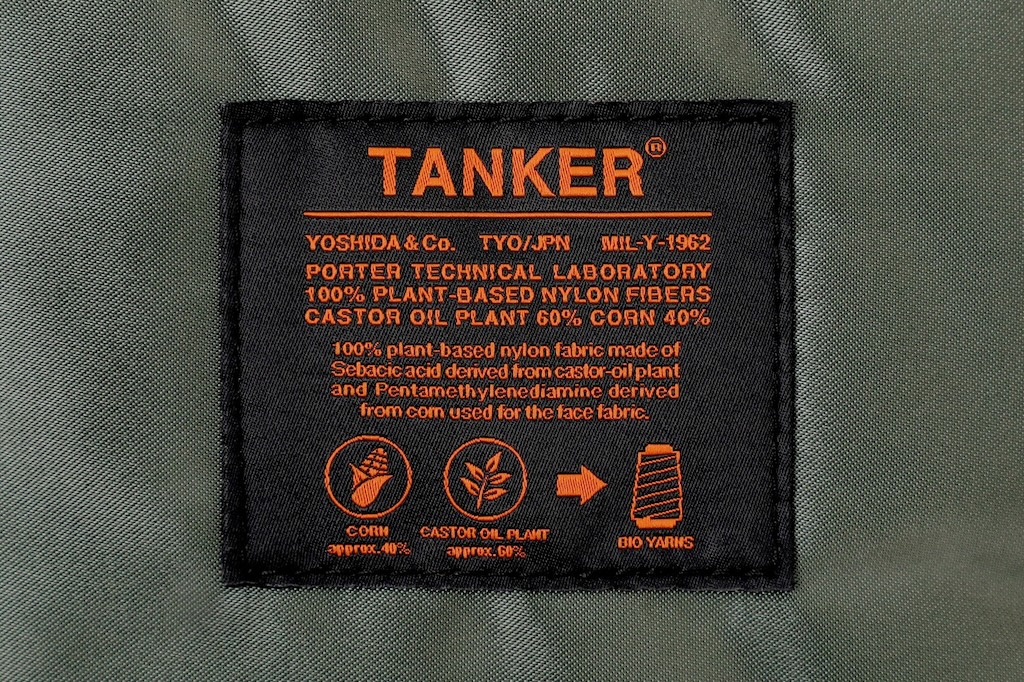 TANKER®
YOSHIDA & Co. TYO/JPN MIL-Y-1962
PORTER TECHNICAL LABORATORY
100% PLANT-BASED NYLON FIBERS
CASTOR OIL PLANT 60% CORN 40%
100% plant-based nylon fabric made of
Sebacic acid derived from castor-oil plant
and Pentamethylenediamine derived
from corn used for the face fabric.
CORN
approx. 40%
CASTOR OIL PLANT
approx. 60%
BIO YARNS